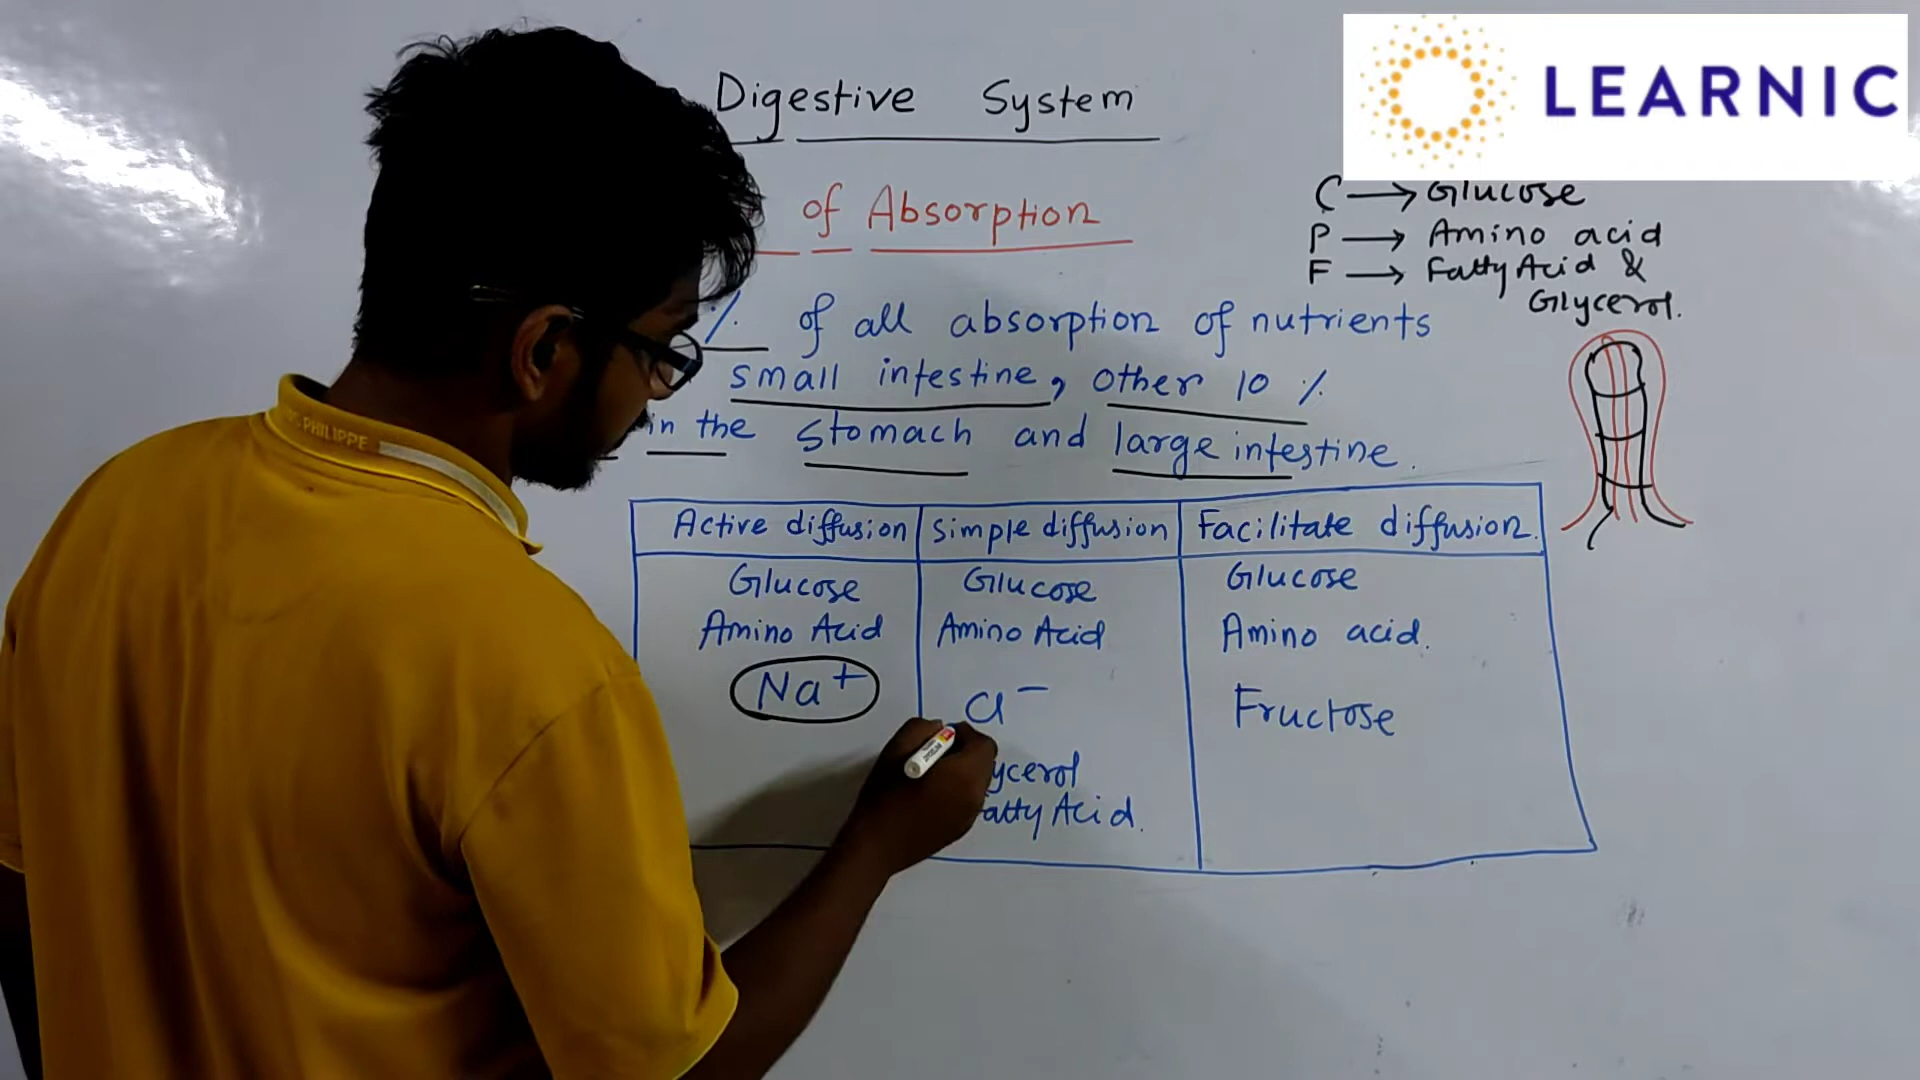 LEARNIC
Digestive System
of Absorption
C → Glucose
P → Amino acid
F → Fatty Acid &
Glycerol.
% of all absorption of nutrients
small intestine, other 10 %
in the stomach and large intestine.
PHILIPPE
Active diffusion Simple diffusion Facilitate diffusion.
Glucose Glucose Glucose
Amino Acid Amino Acid Amino acid.
Na+ Cl- Fructose
ycerol
Fatty Acid.